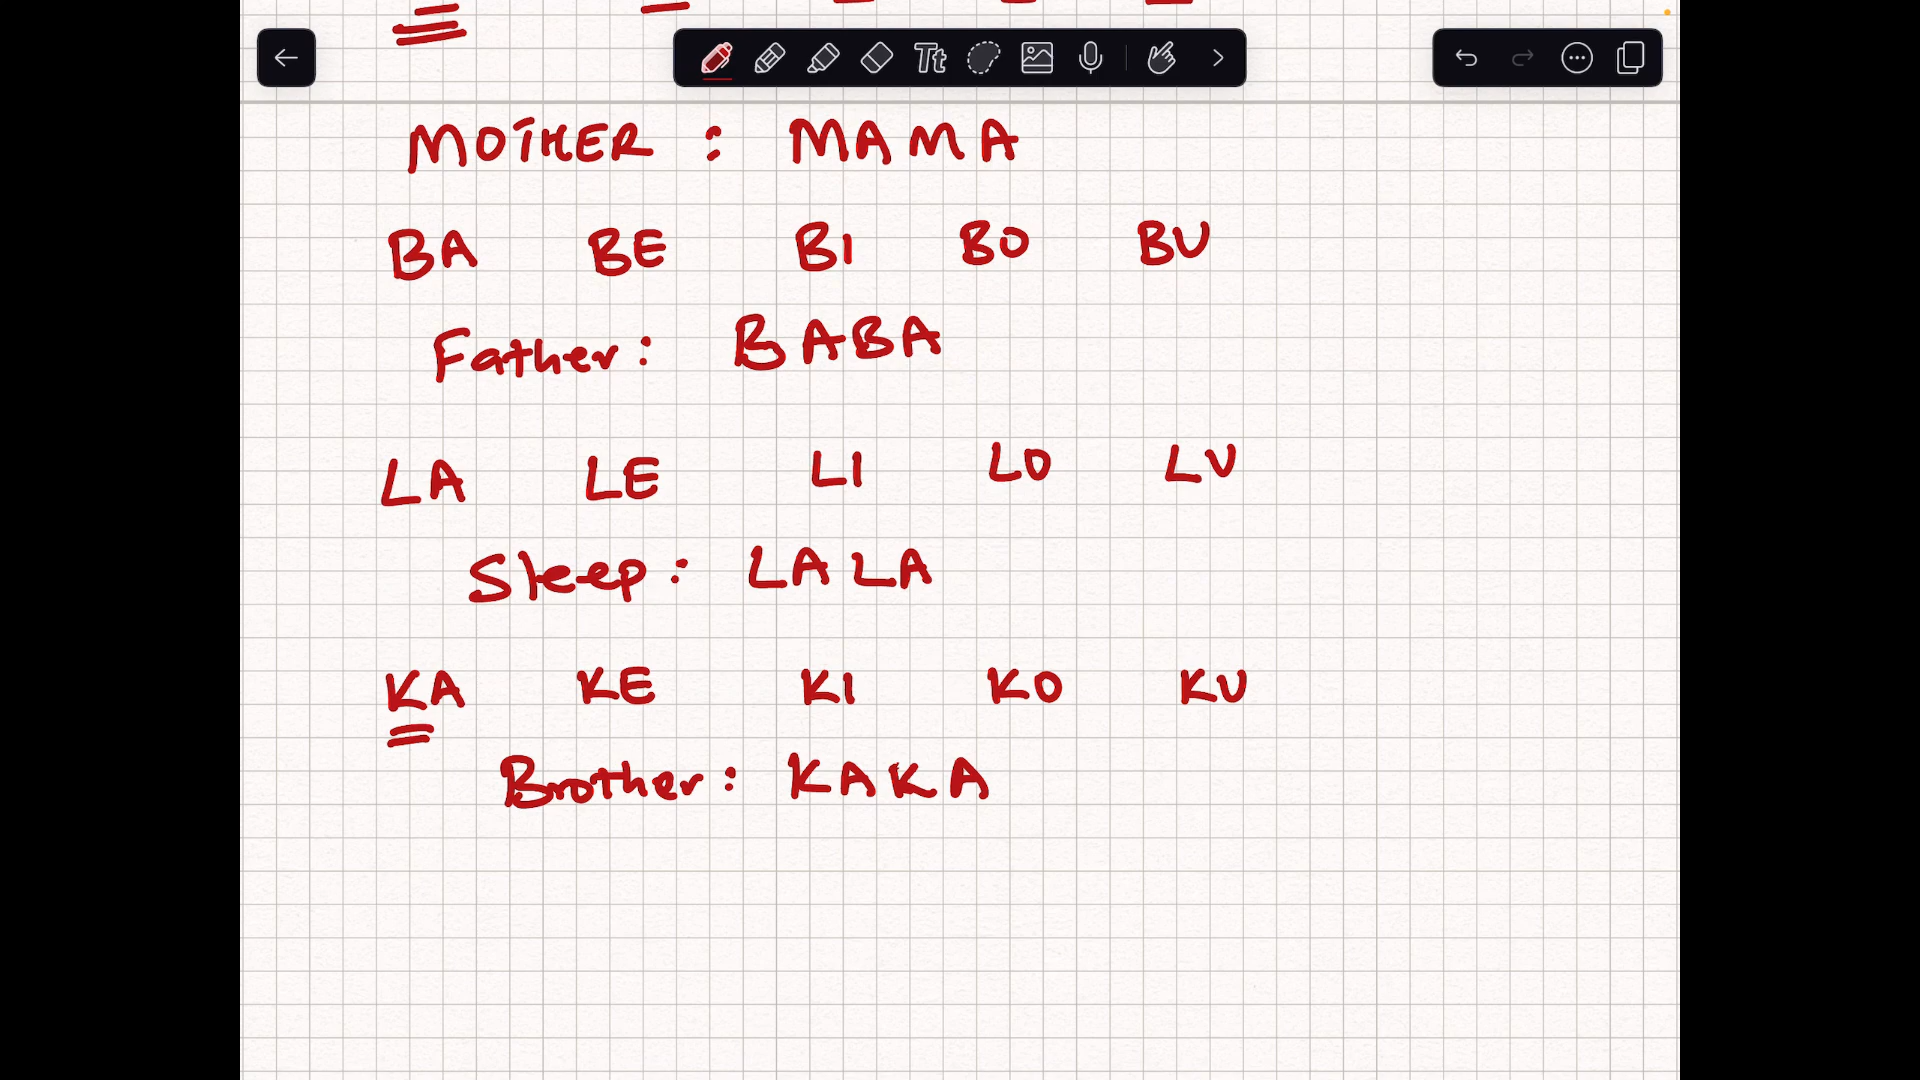 MOTHER : MAMA
BA BE BI BO BU
Father : BABA
LA LE LI LO LU
Sleep : LALA
KA KE KI KO KU
Brother : KAKA